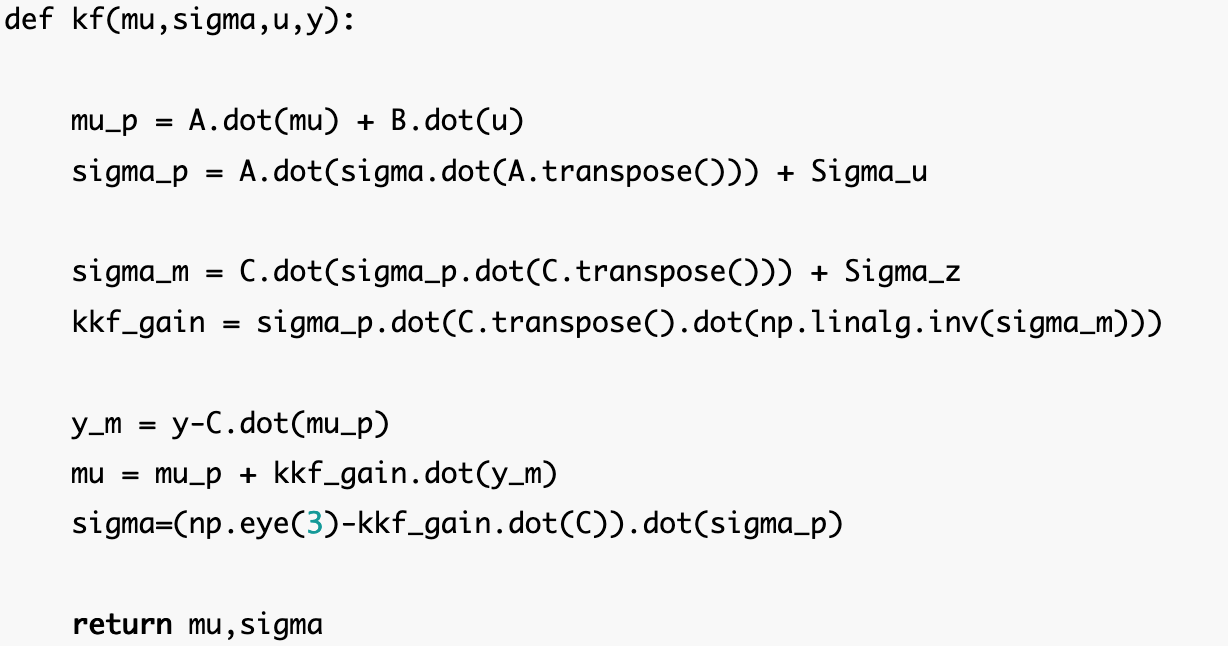 def kf(mu,sigma,u,y):
    mu_p = A.dot(mu) + B.dot(u)
    sigma_p = A.dot(sigma.dot(A.transpose())) + Sigma_u
    sigma_m = C.dot(sigma_p.dot(C.transpose())) + Sigma_z
    kkf_gain = sigma_p.dot(C.transpose().dot(np.linalg.inv(sigma_m)))
    y_m = y-C.dot(mu_p)
    mu = mu_p + kkf_gain.dot(y_m)
    sigma=(np.eye(3)-kkf_gain.dot(C)).dot(sigma_p)
    return mu,sigma